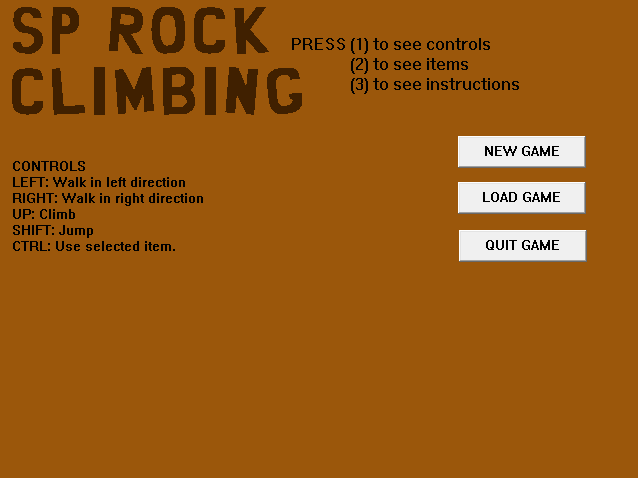 SP ROCK
CLIMBING
PRESS (1) to see controls
(2) to see items
(3) to see instructions
NEW GAME
LOAD GAME
QUIT GAME
CONTROLS
LEFT: Walk in left direction
RIGHT: Walk in right direction
UP: Climb
SHIFT: Jump
CTRL: Use selected item.